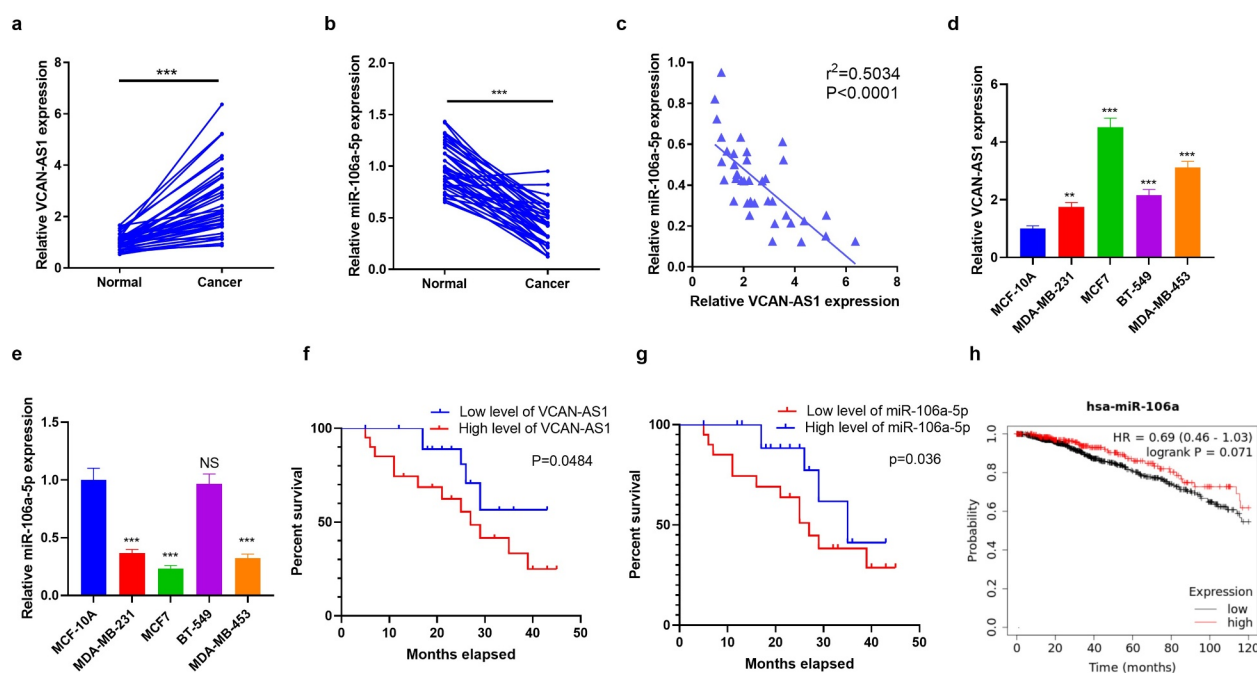 a
Relative VCAN-AS1 expression
8
6
4
2
0
***
Normal
Cancer
b
Relative miR-106a-5p expression
2.0
1.5
1.0
0.5
0.0
***
Normal
Cancer
c
Relative miR-106a-5p expression
1.0
0.8
0.6
0.4
0.2
0.0
r²=0.5034
P<0.0001
0 2 4 6 8
Relative VCAN-AS1 expression
d
Relative VCAN-AS1 expression
6
4
2
0
**
***
***
***
MCF-10A
MDA-MB-231
MCF7
BT-549
MDA-MB-453
e
Relative miR-106a-5p expression
1.5
1.0
0.5
0.0
***
***
NS
***
MCF-10A
MDA-MB-231
MCF7
BT-549
MDA-MB-453
f
Low level of VCAN-AS1
High level of VCAN-AS1
P=0.0484
Percent survival
100
50
0
0 10 20 30 40 50
Months elapsed
g
Low level of miR-106a-5p
High level of miR-106a-5p
p=0.036
Percent survival
100
50
0
0 10 20 30 40 50
Months elapsed
h
hsa-miR-106a
HR = 0.69 (0.46 - 1.03)
logrank P = 0.071
Probability
1.0
0.8
0.6
0.4
0.2
0.0
Expression
low
high
0 20 40 60 80 100 120
Time (months)